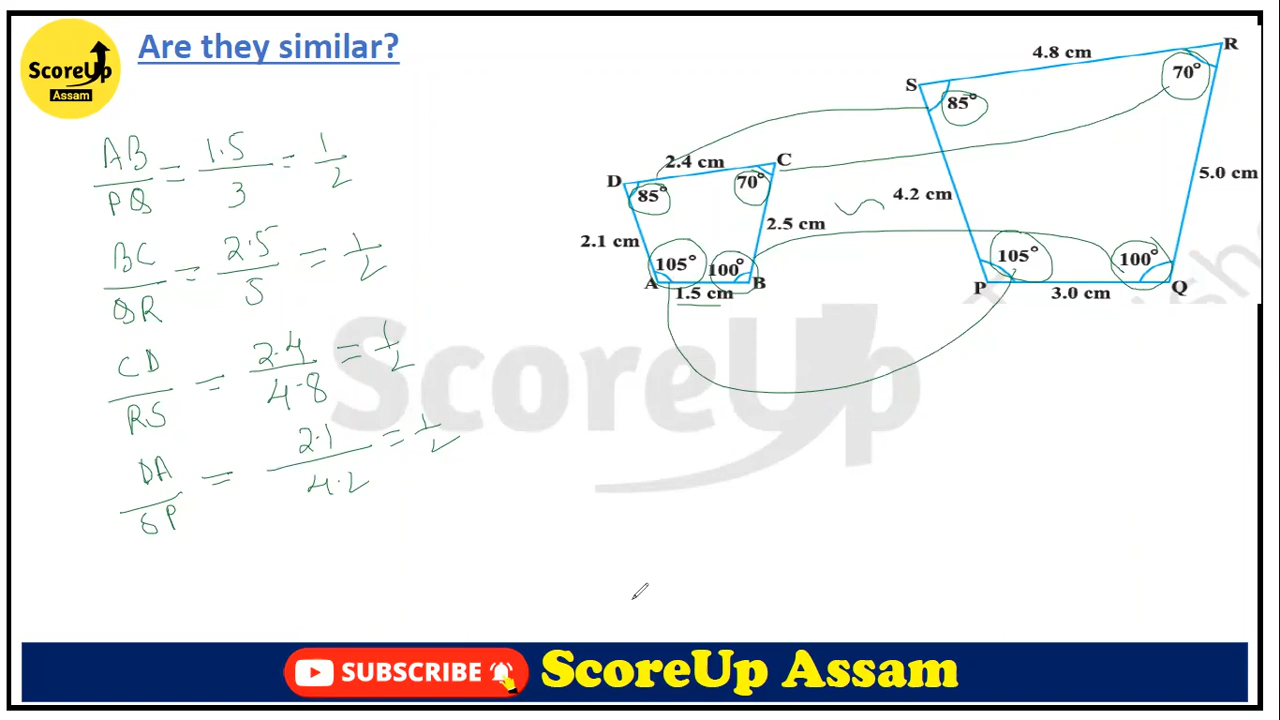 ScoreUp
Assam
Are they similar?
AB/PQ = 1.5/3 = 1/2
BC/QR = 2.5/5 = 1/2
CD/RS = 2.4/4.8 = 1/2
DA/SP = 2.1/4.2 = 1/2
D 2.4 cm C
85° 70°
2.1 cm 2.5 cm
105° 100°
A 1.5 cm B
∽
S 4.8 cm R
85° 70°
4.2 cm 5.0 cm
105° 100°
P 3.0 cm Q
ScoreUp
SUBSCRIBE ScoreUp Assam